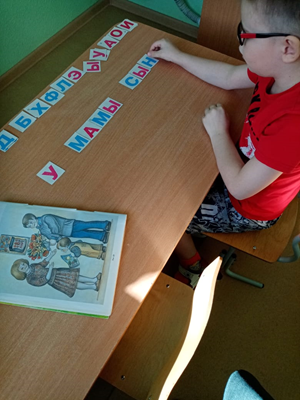 Д Б Х Ф Л Э Ы У А О И
У МАМЫ СЫН